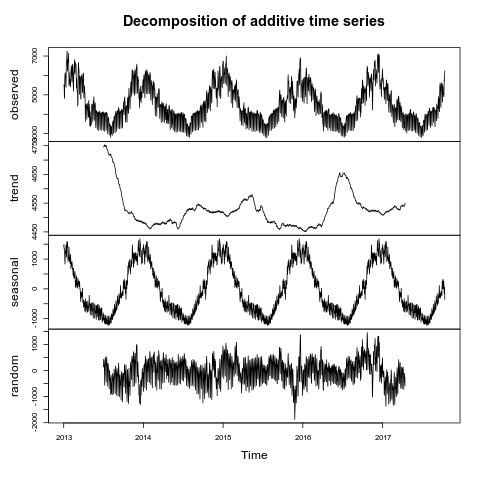 Decomposition of additive time series
observed
3000 5000 7000
trend
4450 4550 4650 4750
seasonal
-1000 0 1000
random
-2000 -1000 0 1000
2013 2014 2015 2016 2017
Time